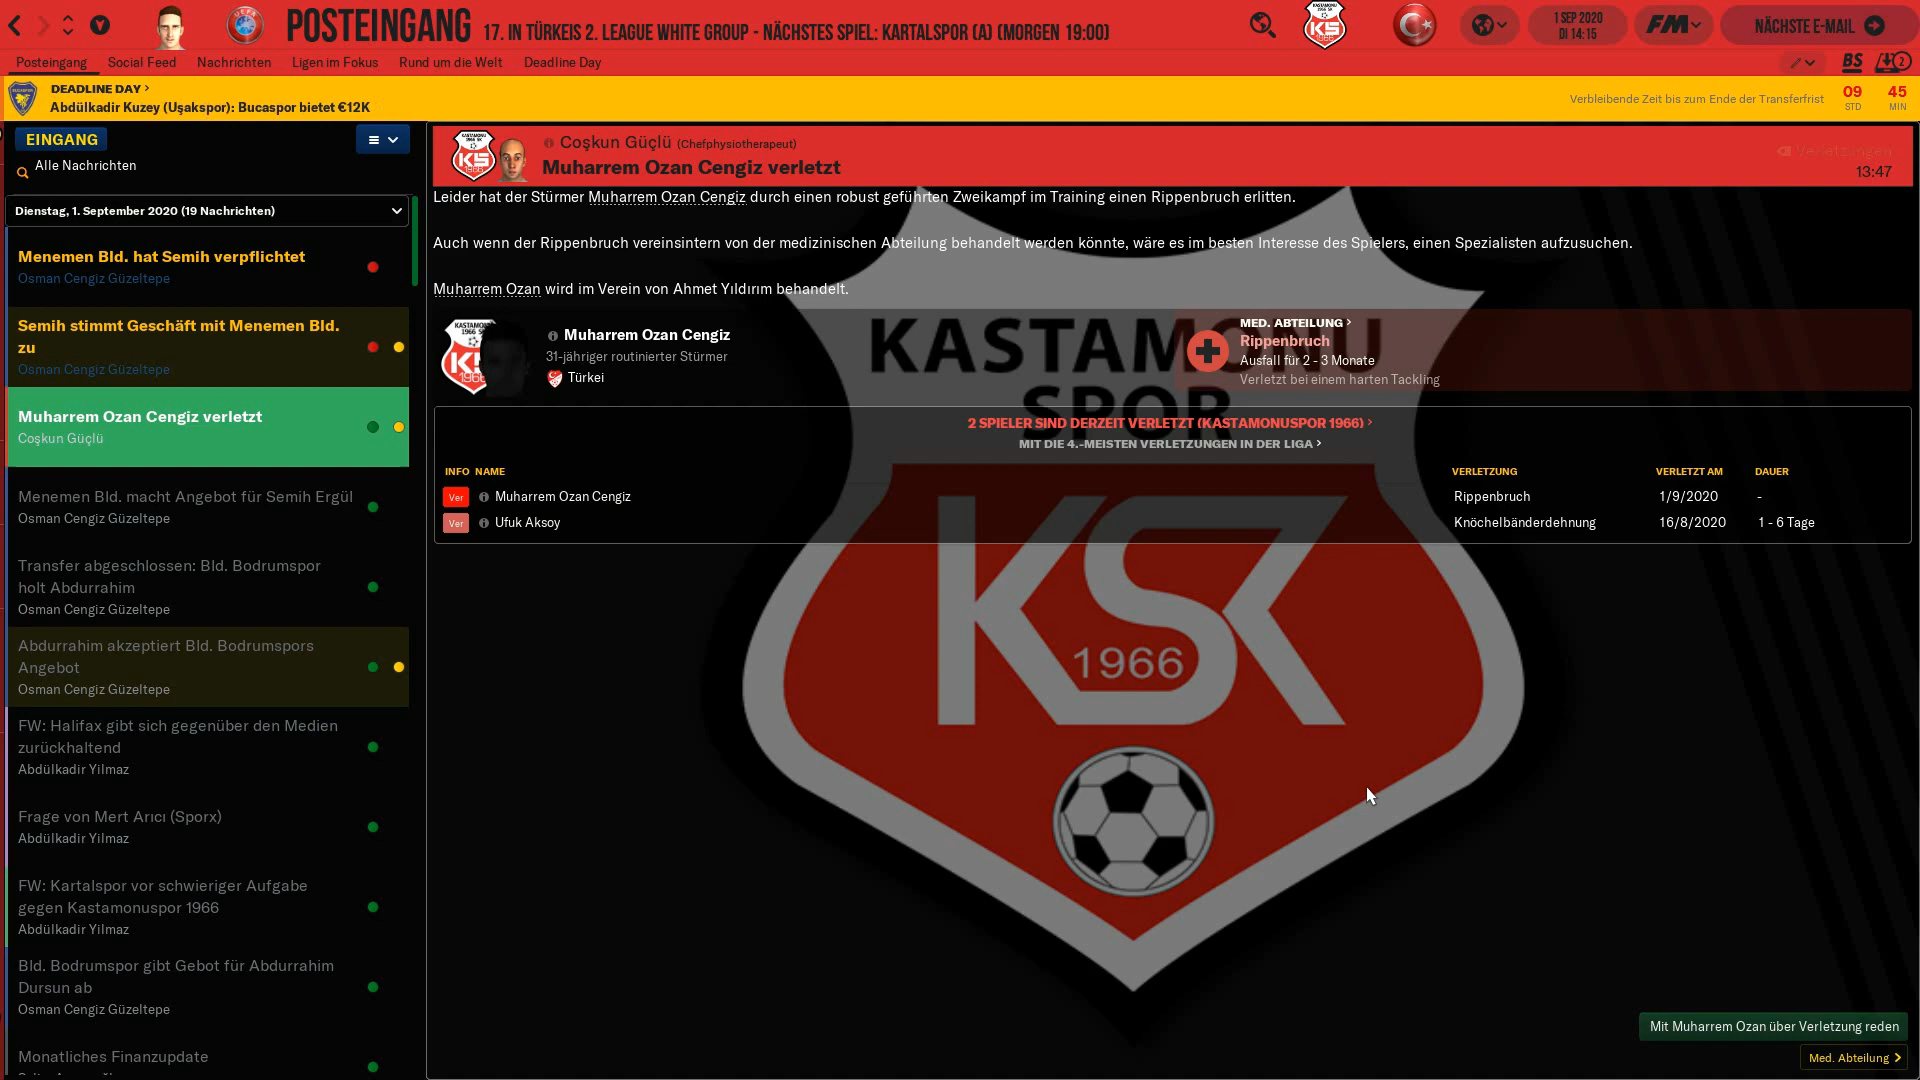 POSTEINGANG
17. IN TÜRKEIS 2. LEAGUE WHITE GROUP - NÄCHSTES SPIEL: KARTALSPOR (A) (MORGEN 19:00)
1 SEP 2020
DI 14:15
FM
NÄCHSTE E-MAIL
Posteingang Social Feed Nachrichten Ligen im Fokus Rund um die Welt Deadline Day
BS
2
DEADLINE DAY
Abdülkadir Kuzey (Uşakspor): Bucaspor bietet €12K
Verbleibende Zeit bis zum Ende der Transferfrist
09 STD
45 MIN
EINGANG
Alle Nachrichten
Dienstag, 1. September 2020 (19 Nachrichten)
Menemen Bld. hat Semih verpflichtet
Osman Cengiz Güzeltepe
Semih stimmt Geschäft mit Menemen Bld.
zu
Osman Cengiz Güzeltepe
Muharrem Ozan Cengiz verletzt
Coşkun Güçlü
Menemen Bld. macht Angebot für Semih Ergül
Osman Cengiz Güzeltepe
Transfer abgeschlossen: Bld. Bodrumspor
holt Abdurrahim
Osman Cengiz Güzeltepe
Abdurrahim akzeptiert Bld. Bodrumspors
Angebot
Osman Cengiz Güzeltepe
FW: Halifax gibt sich gegenüber den Medien
zurückhaltend
Abdülkadir Yilmaz
Frage von Mert Arıcı (Sporx)
Abdülkadir Yilmaz
FW: Kartalspor vor schwieriger Aufgabe
gegen Kastamonuspor 1966
Abdülkadir Yilmaz
Bld. Bodrumspor gibt Gebot für Abdurrahim
Dursun ab
Osman Cengiz Güzeltepe
Monatliches Finanzupdate
Coşkun Güçlü (Chefphysiotherapeut)
Muharrem Ozan Cengiz verletzt
Verletzungen
13:47
Leider hat der Stürmer Muharrem Ozan Cengiz durch einen robust geführten Zweikampf im Training einen Rippenbruch erlitten.
Auch wenn der Rippenbruch vereinsintern von der medizinischen Abteilung behandelt werden könnte, wäre es im besten Interesse des Spielers, einen Spezialisten aufzusuchen.
Muharrem Ozan wird im Verein von Ahmet Yıldırım behandelt.
Muharrem Ozan Cengiz
31-jähriger routinierter Stürmer
Türkei
MED. ABTEILUNG
Rippenbruch
Ausfall für 2 - 3 Monate
Verletzt bei einem harten Tackling
2 SPIELER SIND DERZEIT VERLETZT (KASTAMONUSPOR 1966)
MIT DIE 4.-MEISTEN VERLETZUNGEN IN DER LIGA
INFO NAME VERLETZUNG VERLETZT AM DAUER
Ver Muharrem Ozan Cengiz Rippenbruch 1/9/2020 -
Ver Ufuk Aksoy Knöchelbänderdehnung 16/8/2020 1 - 6 Tage
KASTAMONU
SPOR
KSK
1966
Mit Muharrem Ozan über Verletzung reden
Med. Abteilung